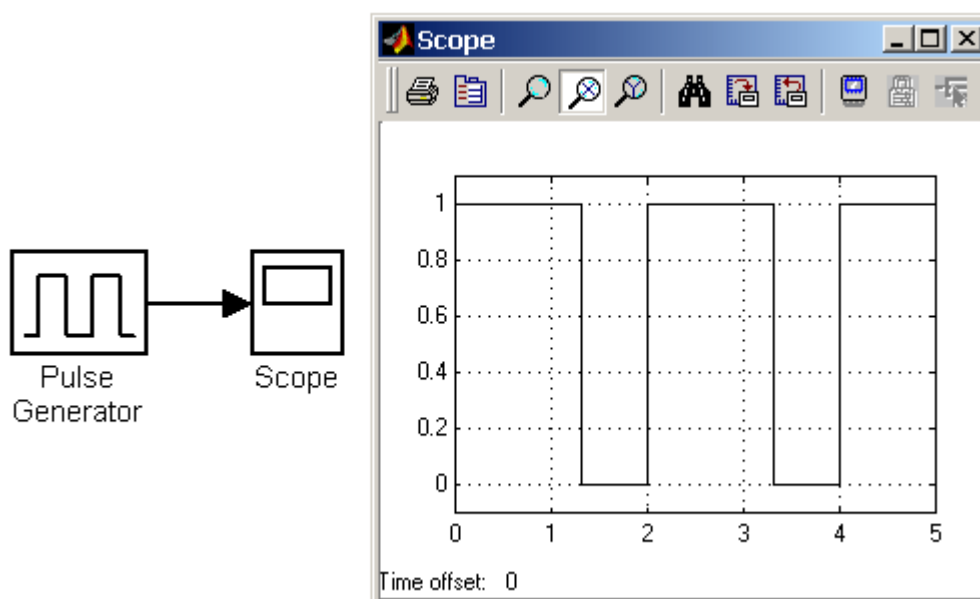 Scope
1
0.8
0.6
0.4
0.2
0
0 1 2 3 4 5
Time offset: 0
Pulse
Generator
Scope